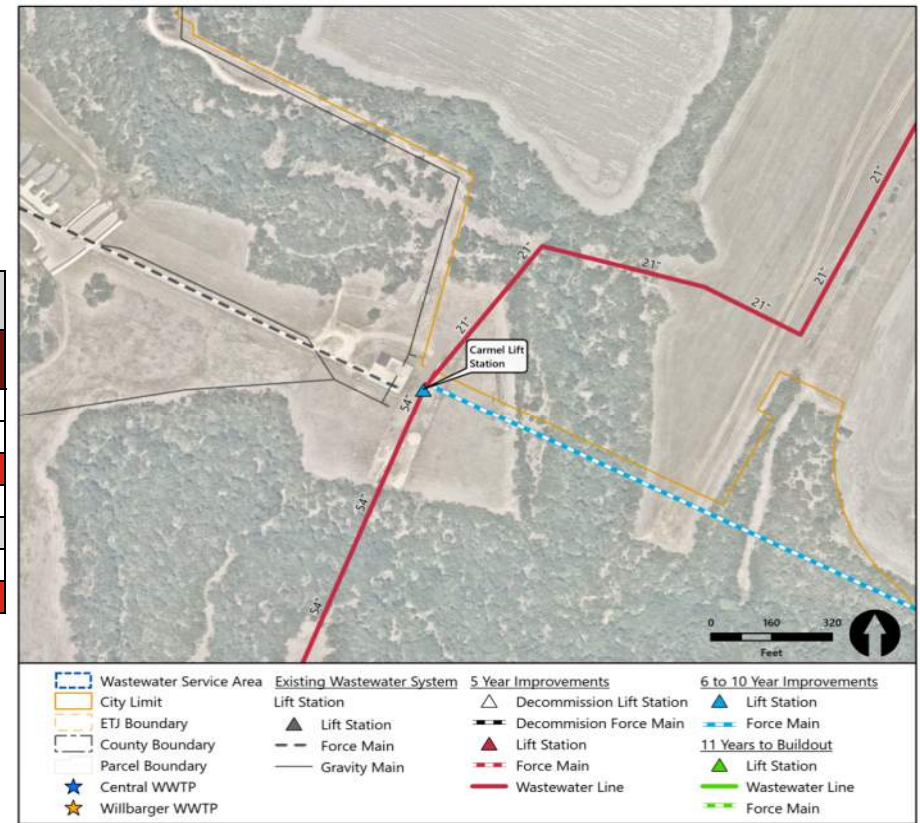 21"
21"
21"
21"
21"
21"
Carmel Lift
Station
54"
54"
54"
0 160 320
Feet
Wastewater Service Area
City Limit
ETJ Boundary
County Boundary
Parcel Boundary
Central WWTP
Willbarger WWTP
Existing Wastewater System
Lift Station
Lift Station
Force Main
Gravity Main
5 Year Improvements
Decommission Lift Station
Decommision Force Main
Lift Station
Force Main
Wastewater Line
6 to 10 Year Improvements
Lift Station
Force Main
11 Years to Buildout
Lift Station
Wastewater Line
Force Main